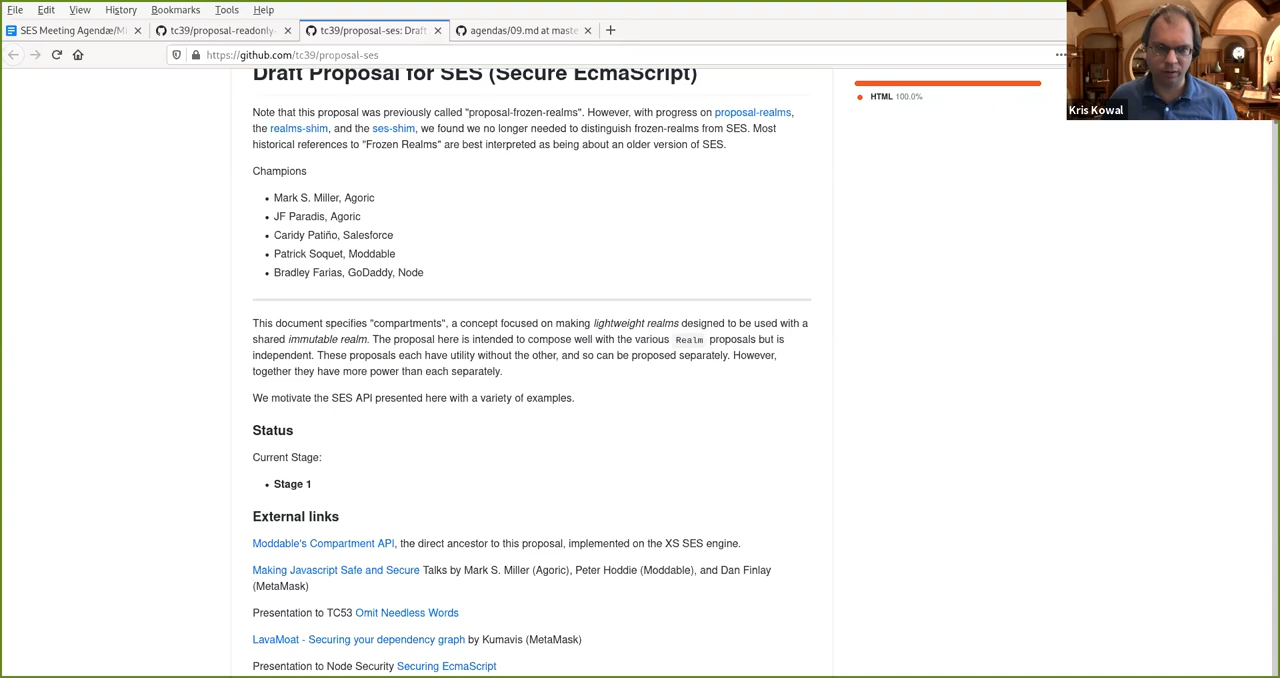 File Edit View History Bookmarks Tools Help
SES Meeting Agendæ/M
tc39/proposal-readonly-
tc39/proposal-ses: Draft
agendas/09.md at maste
https://github.com/tc39/proposal-ses
Draft Proposal for SES (Secure EcmaScript)
Note that this proposal was previously called "proposal-frozen-realms". However, with progress on proposal-realms,
the realms-shim, and the ses-shim, we found we no longer needed to distinguish frozen-realms from SES. Most
historical references to "Frozen Realms" are best interpreted as being about an older version of SES.
Champions
• Mark S. Miller, Agoric
• JF Paradis, Agoric
• Caridy Patiño, Salesforce
• Patrick Soquet, Moddable
• Bradley Farias, GoDaddy, Node
This document specifies "compartments", a concept focused on making lightweight realms designed to be used with a
shared immutable realm. The proposal here is intended to compose well with the various Realm proposals but is
independent. These proposals each have utility without the other, and so can be proposed separately. However,
together they have more power than each separately.
We motivate the SES API presented here with a variety of examples.
Status
Current Stage:
• Stage 1
External links
Moddable's Compartment API, the direct ancestor to this proposal, implemented on the XS SES engine.
Making Javascript Safe and Secure Talks by Mark S. Miller (Agoric), Peter Hoddie (Moddable), and Dan Finlay
(MetaMask)
Presentation to TC53 Omit Needless Words
LavaMoat - Securing your dependency graph by Kumavis (MetaMask)
Presentation to Node Security Securing EcmaScript
HTML 100.0%
Kris Kowal